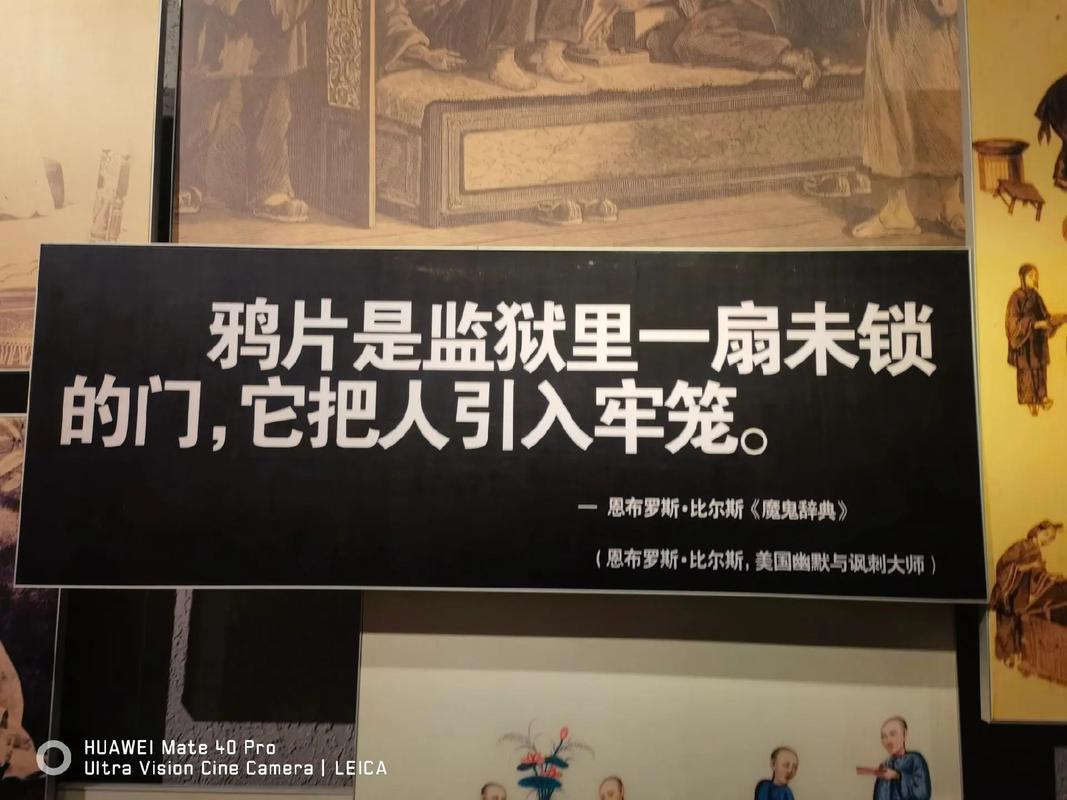 鸦片是监狱里一扇未锁
的门,它把人引入牢笼。
— 恩布罗斯·比尔斯《魔鬼辞典》
(恩布罗斯·比尔斯,美国幽默与讽刺大师)
HUAWEI Mate 40 Pro
Ultra Vision Cine Camera | LEICA